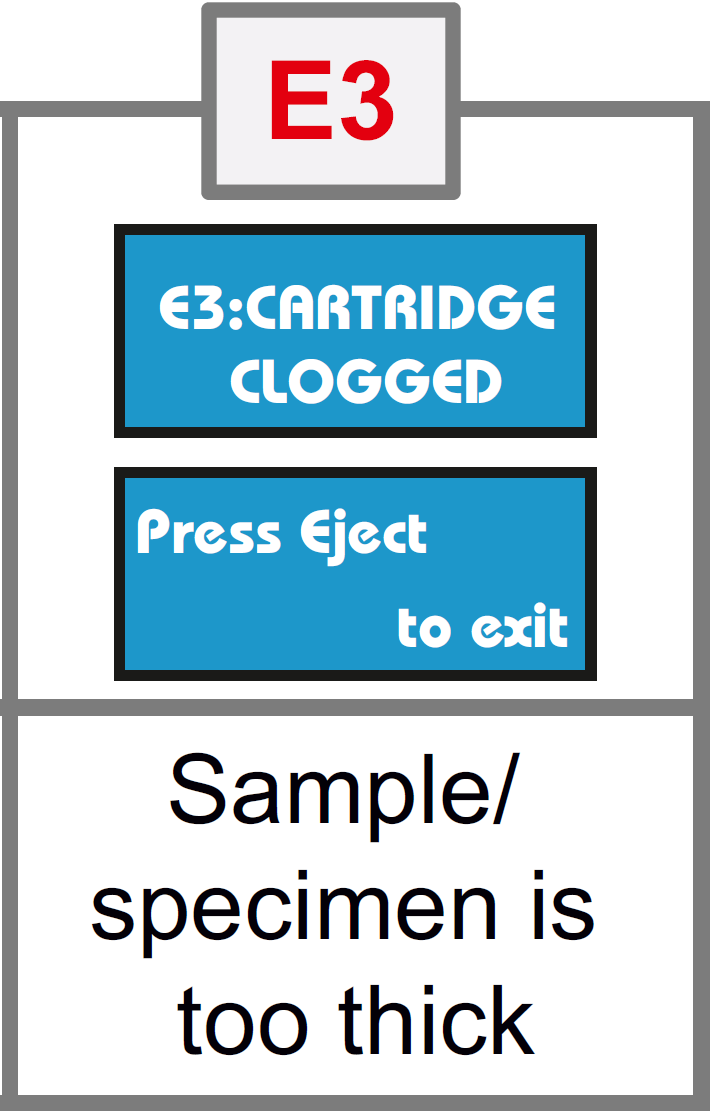 E3
E3:CARTRIDGE
CLOGGED
Press Eject
to exit
Sample/
specimen is
too thick